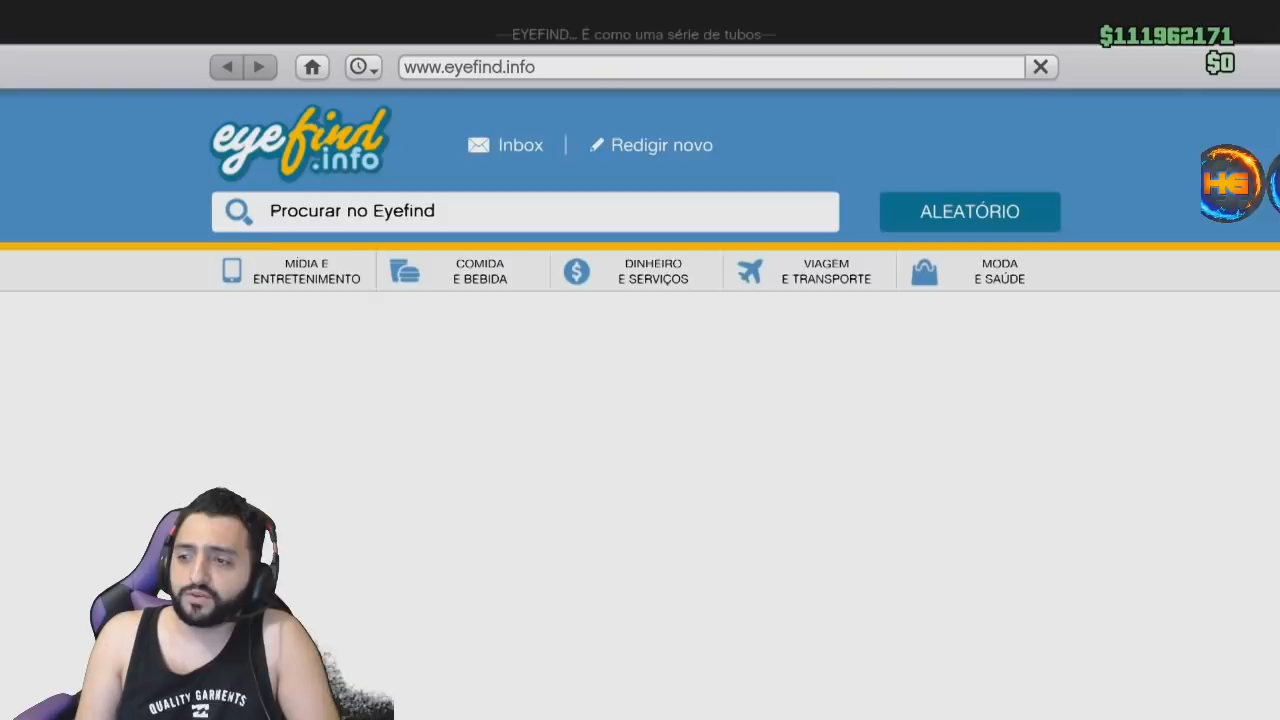 EYEFIND... É como uma série de tubos
$111962171
$0
www.eyefind.info
eyefind
.info
Inbox
Redigir novo
Procurar no Eyefind
ALEATÓRIO
HG
MÍDIA E
ENTRETENIMENTO
COMIDA
E BEBIDA
DINHEIRO
E SERVIÇOS
VIAGEM
E TRANSPORTE
MODA
E SAÚDE
QUALITY GARMENTS